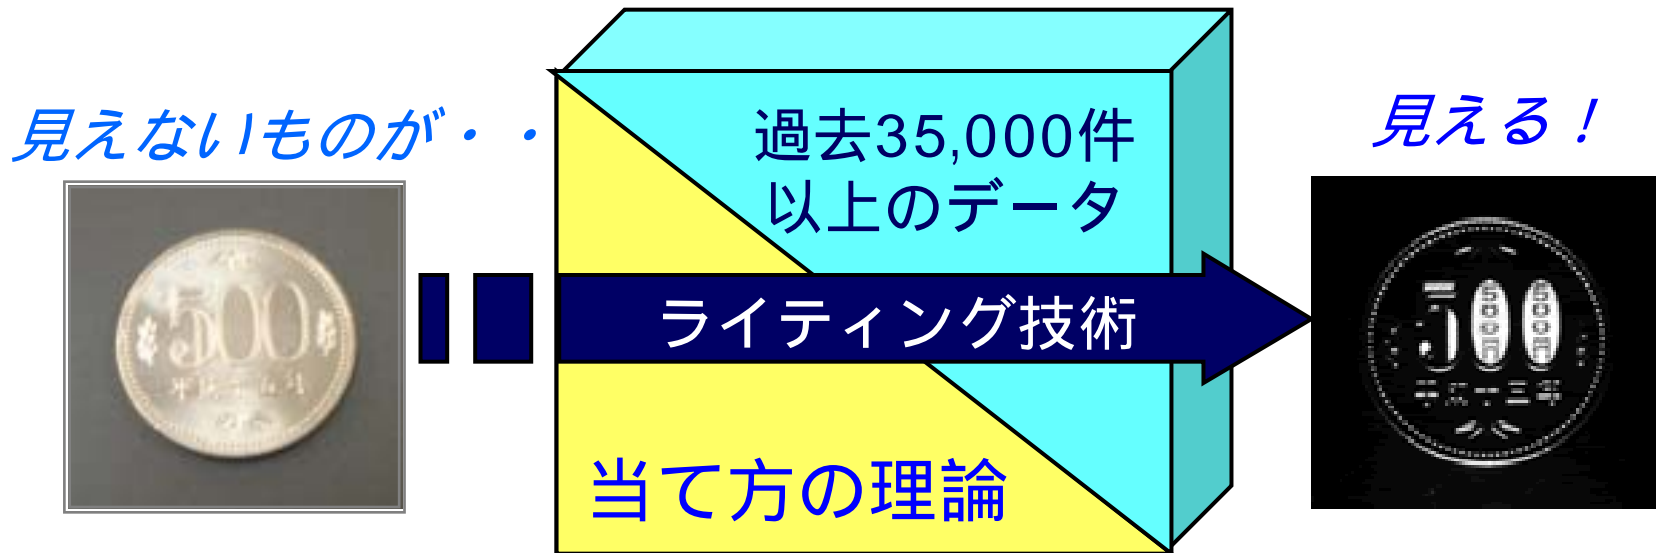 見えないものが・・
過去35,000件
以上のデータ
見える！
ライティング技術
当て方の理論
500
500